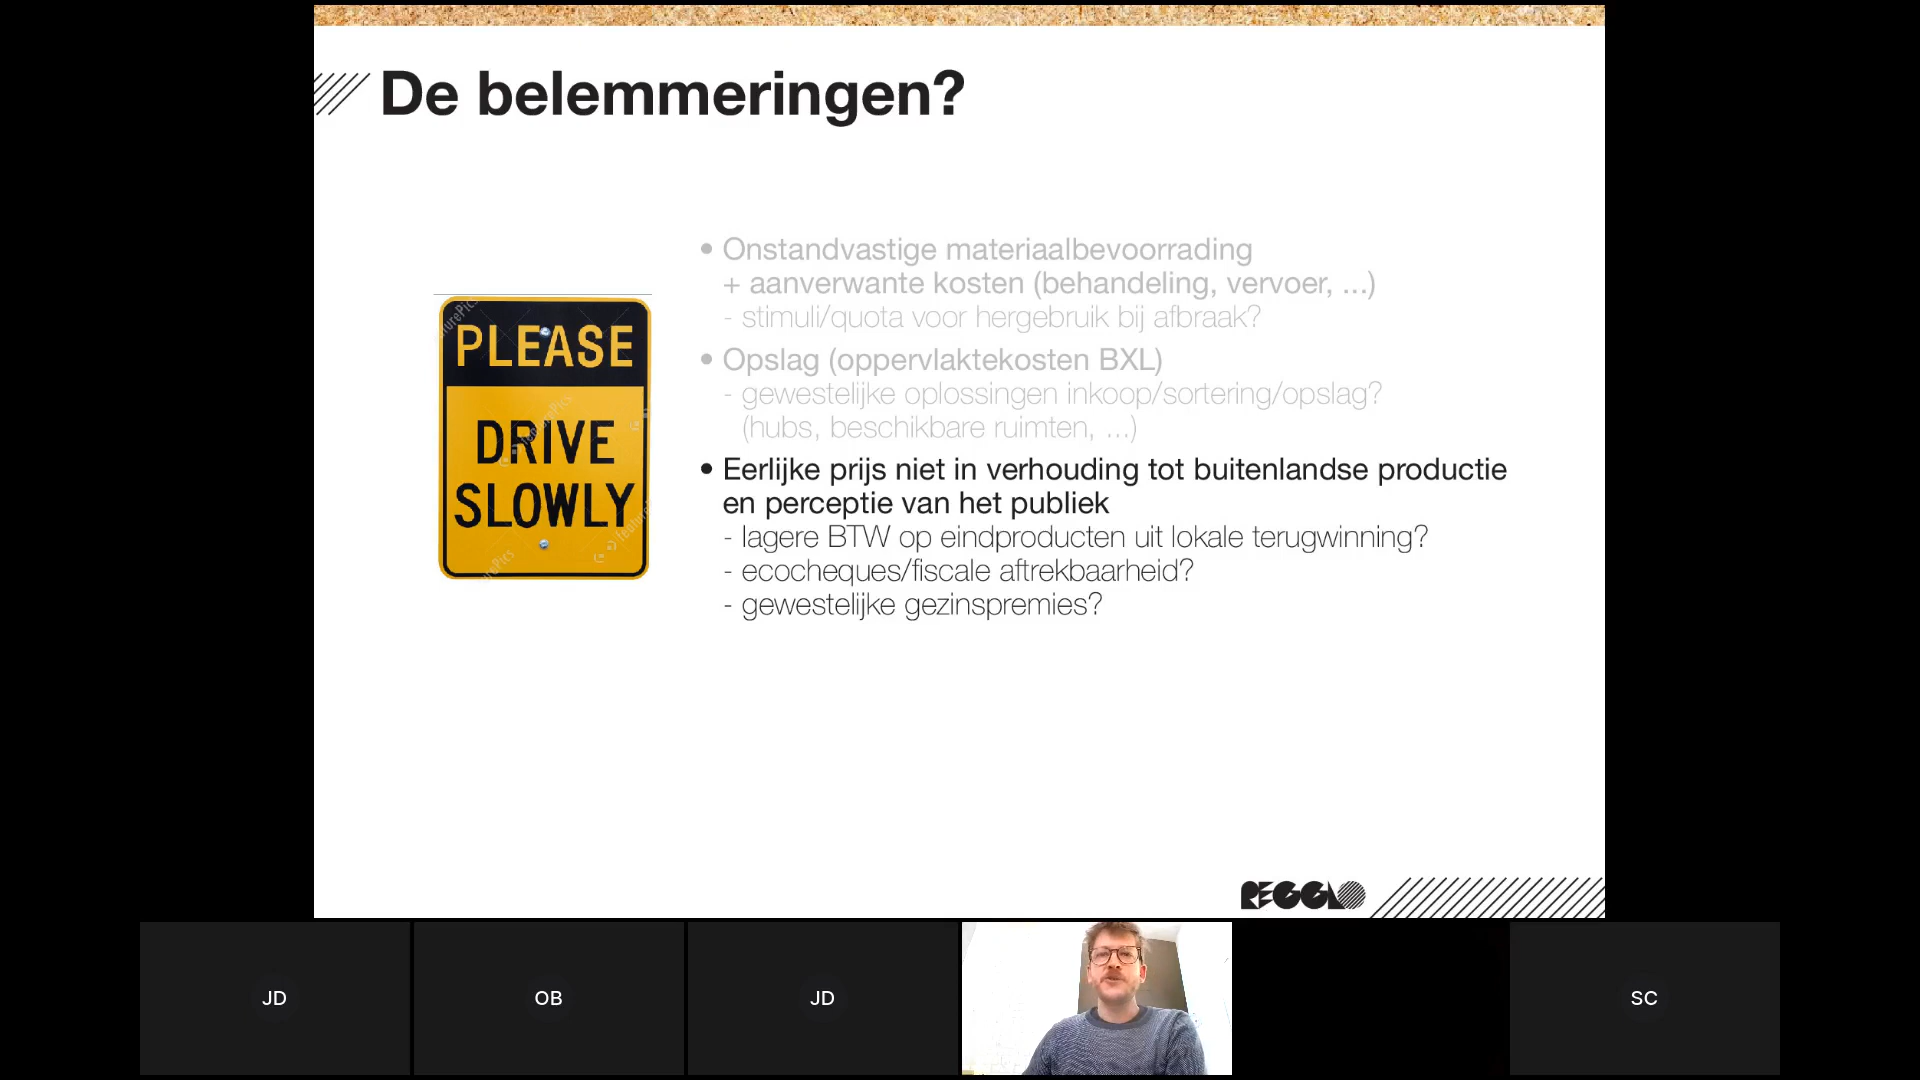 De belemmeringen?
• Onstandvastige materiaalbevoorrading
+ aanverwante kosten (behandeling, vervoer, ...)
- stimuli/quota voor hergebruik bij afbraak?
• Opslag (oppervlaktekosten BXL)
- gewestelijke oplossingen inkoop/sortering/opslag?
(hubs, beschikbare ruimten, ...)
• Eerlijke prijs niet in verhouding tot buitenlandse productie
en perceptie van het publiek
- lagere BTW op eindproducten uit lokale terugwinning?
- ecocheques/fiscale aftrekbaarheid?
- gewestelijke gezinspremies?
PLEASE
DRIVE
SLOWLY
REGGLO
JD
OB
JD
SC